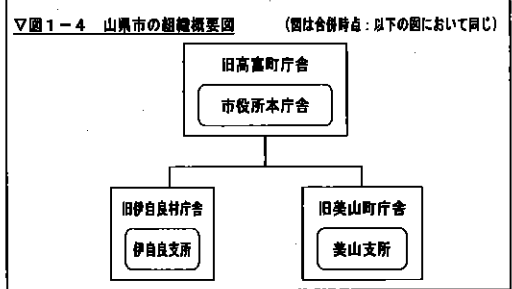 ▽図1－4 山県市の組織概要図 (図は合併時点：以下の図において同じ)
旧高富町庁舎
市役所本庁舎
旧伊自良村庁舎
伊自良支所
旧美山町庁舎
美山支所